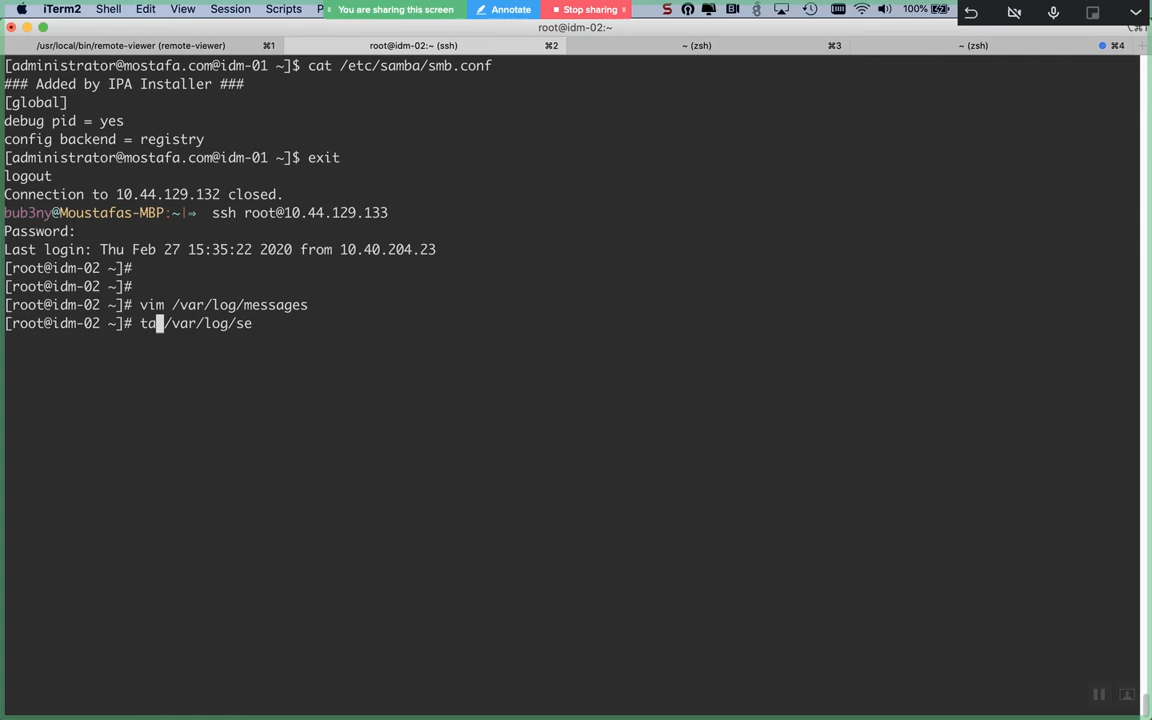 iTerm2 Shell Edit View Session Scripts P You are sharing this screen Annotate Stop sharing 100%
root@idm-02:~
/usr/local/bin/remote-viewer (remote-viewer) ⌘1 root@idm-02:~ (ssh) ⌘2 ~ (zsh) ⌘3 ~ (zsh) ⌘4
[administrator@mostafa.com@idm-01 ~]$ cat /etc/samba/smb.conf
### Added by IPA Installer ###
[global]
debug pid = yes
config backend = registry
[administrator@mostafa.com@idm-01 ~]$ exit
logout
Connection to 10.44.129.132 closed.
bub3ny@Moustafas-MBP:~|⇒ ssh root@10.44.129.133
Password:
Last login: Thu Feb 27 15:35:22 2020 from 10.40.204.23
[root@idm-02 ~]#
[root@idm-02 ~]#
[root@idm-02 ~]# vim /var/log/messages
[root@idm-02 ~]# ta /var/log/se